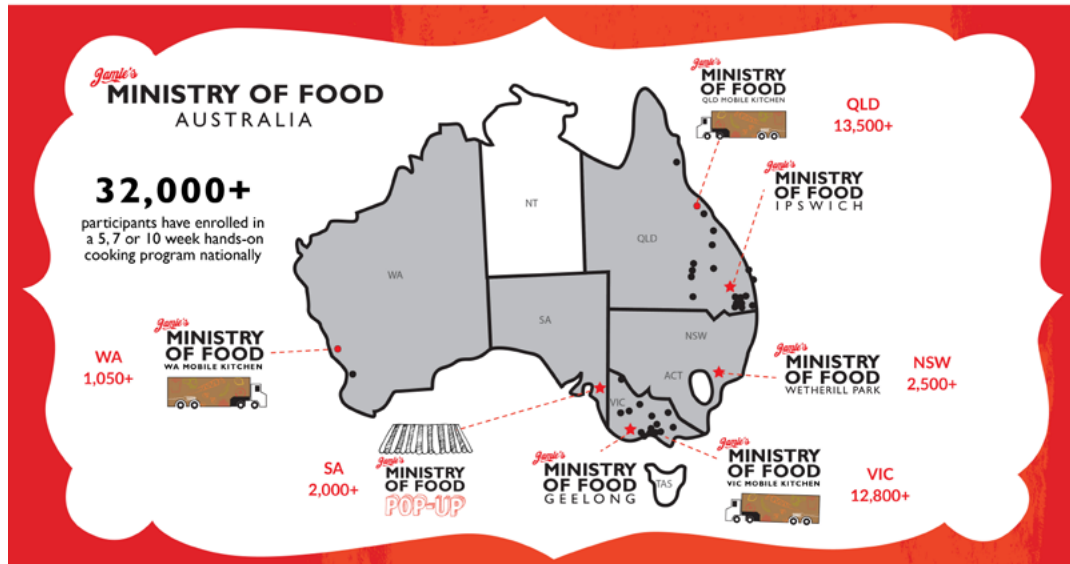 Jamie's
MINISTRY OF FOOD
AUSTRALIA
32,000+
participants have enrolled in
a 5, 7 or 10 week hands-on
cooking program nationally
Jamie's
MINISTRY
OF FOOD
QLD MOBILE KITCHEN
QLD
13,500+
Jamie's
MINISTRY
OF FOOD
IPSWICH
NT
QLD
WA
SA
NSW
ACT
VIC
TAS
WA
1,050+
Jamie's
MINISTRY
OF FOOD
WA MOBILE KITCHEN
Jamie's
MINISTRY
OF FOOD
WETHERILL PARK
NSW
2,500+
SA
2,000+
Jamie's
MINISTRY
OF FOOD
POP-UP
Jamie's
MINISTRY
OF FOOD
GEELONG
Jamie's
MINISTRY
OF FOOD
VIC MOBILE KITCHEN
VIC
12,800+